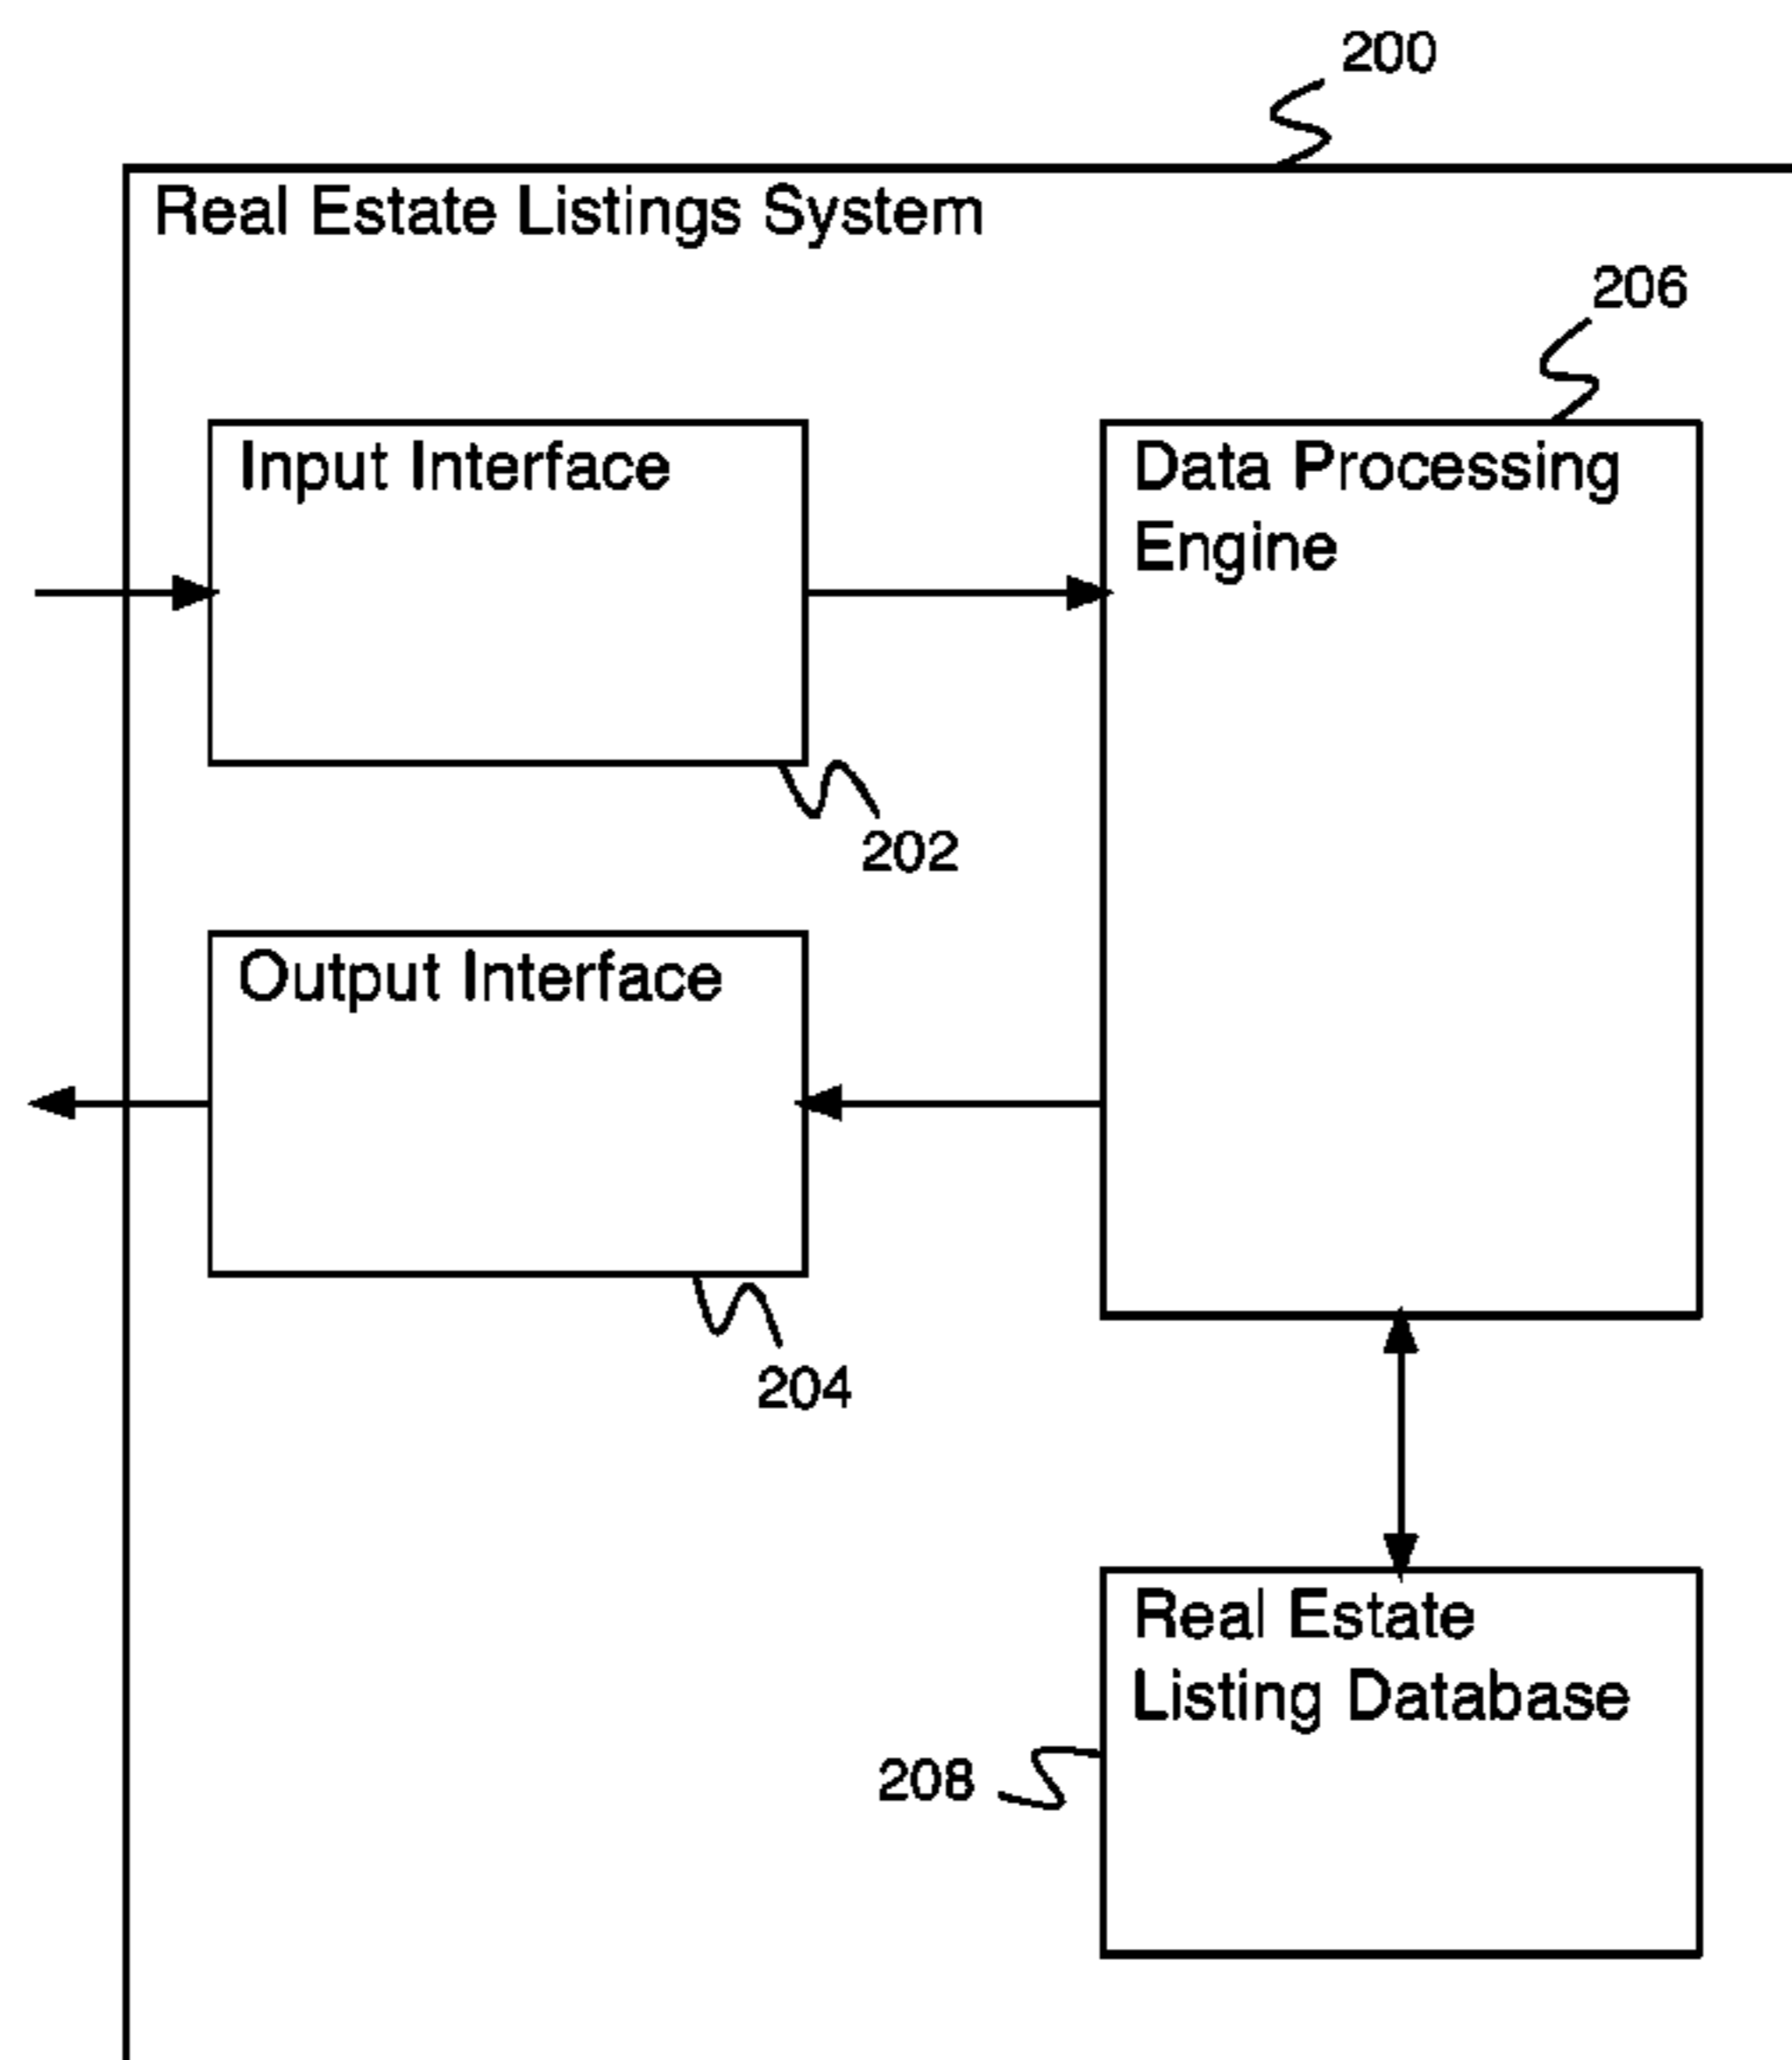 200
Real Estate Listings System
206
Input Interface
Data Processing
Engine
202
Output Interface
204
Real Estate
Listing Database
208